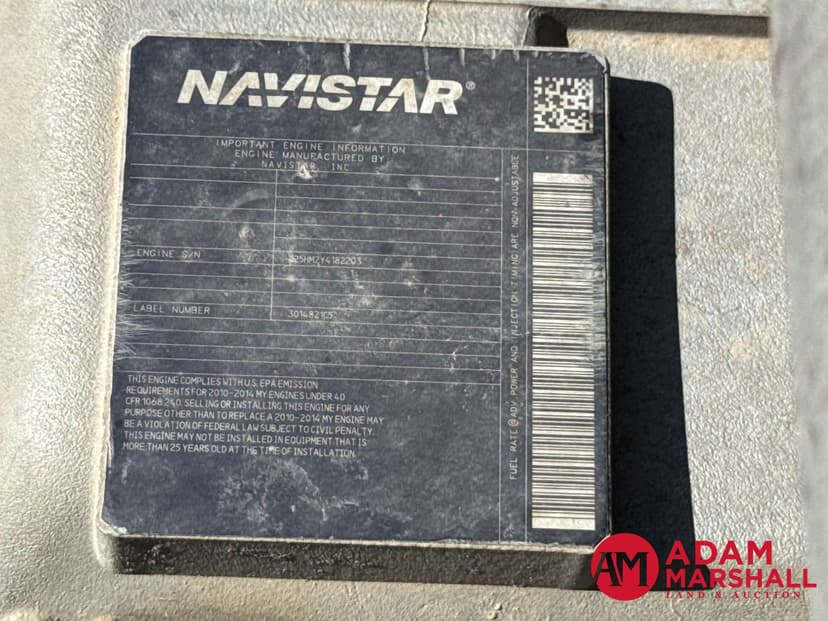 NAVISTAR®
IMPORTANT ENGINE INFORMATION
ENGINE MANUFACTURED BY
NAVISTAR, INC
ENGINE S/N
125HM2Y4182203
LABEL NUMBER
3014821C5
THIS ENGINE COMPLIES WITH U.S. EPA EMISSION
REQUIREMENTS FOR 2010-2014 MY ENGINES UNDER 40
CFR 1068.240. SELLING OR INSTALLING THIS ENGINE FOR ANY
PURPOSE OTHER THAN TO REPLACE A 2010-2014 MY ENGINE MAY
BE A VIOLATION OF FEDERAL LAW SUBJECT TO CIVIL PENALTY.
THIS ENGINE MAY NOT BE INSTALLED IN EQUIPMENT THAT IS
MORE THAN 25 YEARS OLD AT THE TIME OF INSTALLATION.
FUEL RATE @ ADV. POWER AND INJECTION TIMING ARE NON-ADJUSTABLE
AM ADAM
MARSHALL
LAND & AUCTION